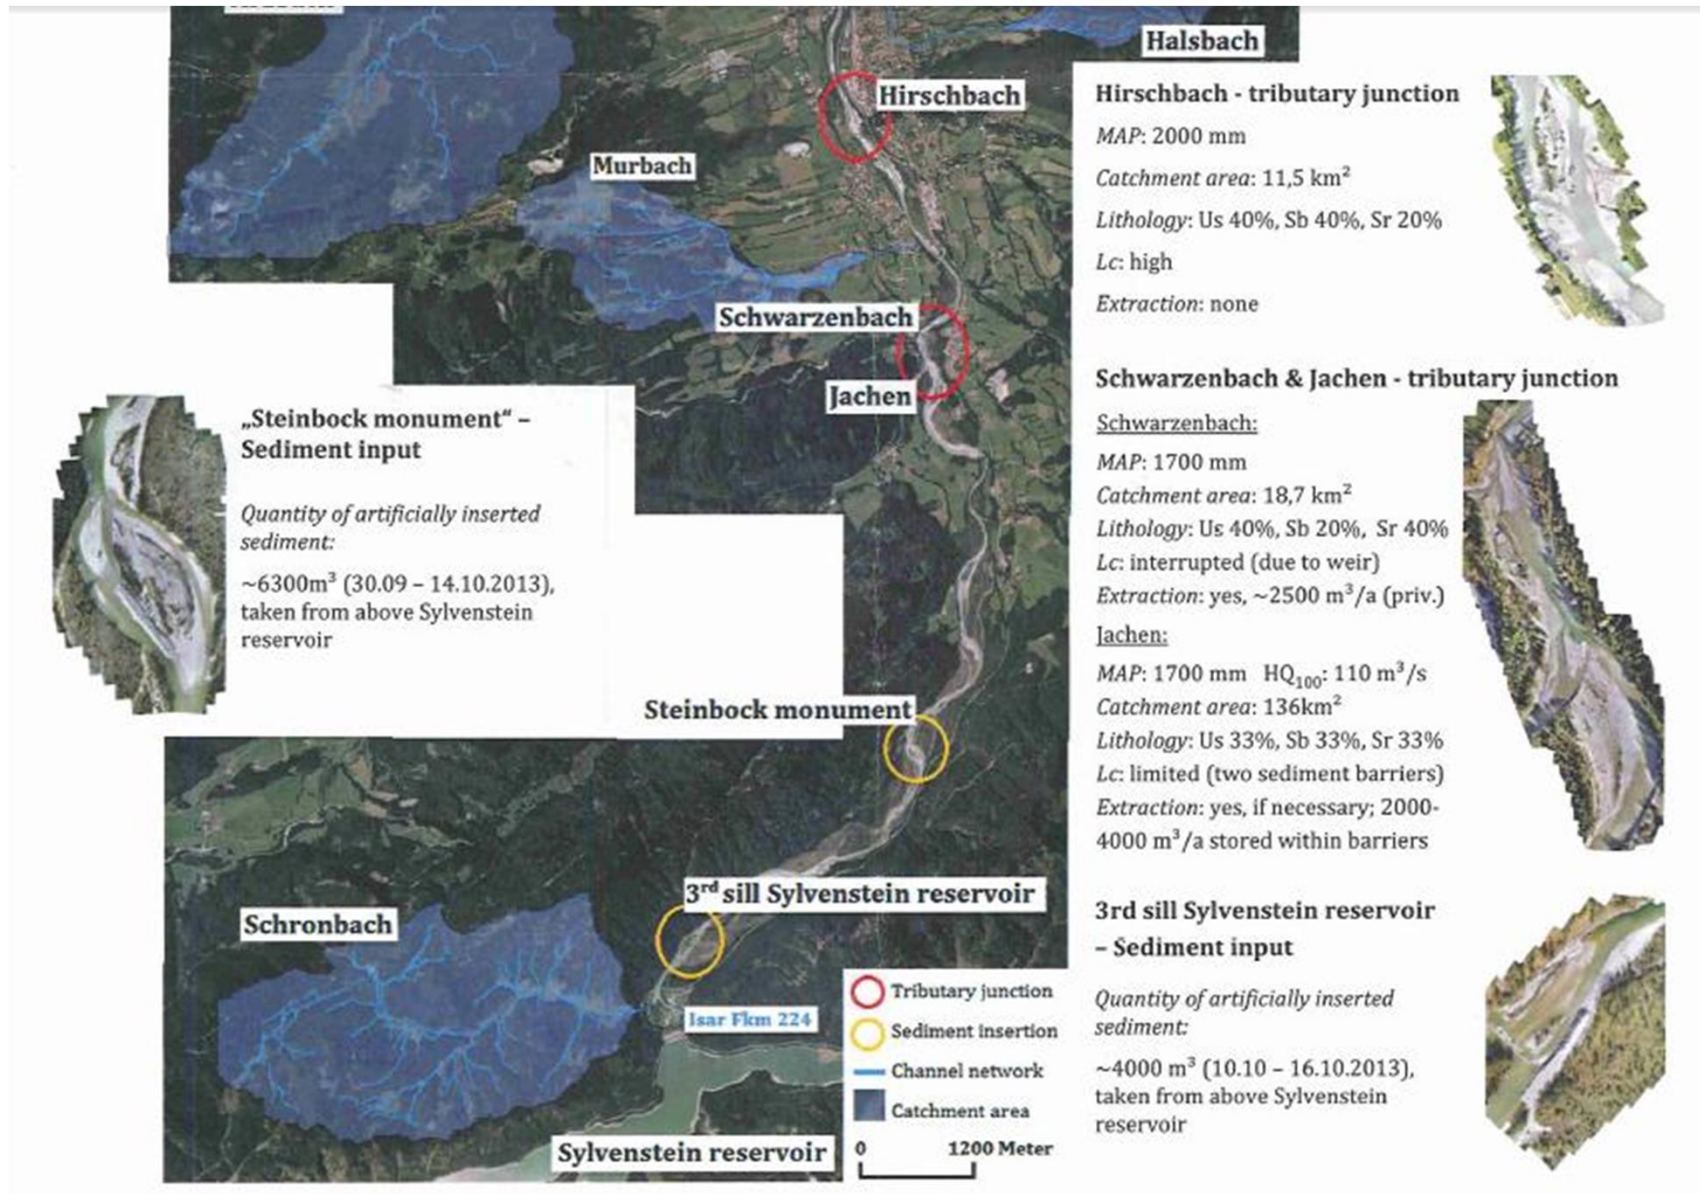 Halsbach
Hirschbach
Murbach
Schwarzenbach
Jachen
„Steinbock monument“ –
Sediment input
Quantity of artificially inserted
sediment:
~6300m³ (30.09 – 14.10.2013),
taken from above Sylvenstein
reservoir
Steinbock monument
3rd sill Sylvenstein reservoir
Schronbach
Isar Fkm 224
Sylvenstein reservoir
Tributary junction
Sediment insertion
Channel network
Catchment area
0 1200 Meter
Hirschbach - tributary junction
MAP: 2000 mm
Catchment area: 11,5 km²
Lithology: Us 40%, Sb 40%, Sr 20%
Lc: high
Extraction: none
Schwarzenbach & Jachen - tributary junction
Schwarzenbach:
MAP: 1700 mm
Catchment area: 18,7 km²
Lithology: Us 40%, Sb 20%, Sr 40%
Lc: interrupted (due to weir)
Extraction: yes, ~2500 m³/a (priv.)
Jachen:
MAP: 1700 mm HQ100: 110 m³/s
Catchment area: 136km²
Lithology: Us 33%, Sb 33%, Sr 33%
Lc: limited (two sediment barriers)
Extraction: yes, if necessary; 2000-
4000 m³/a stored within barriers
3rd sill Sylvenstein reservoir
– Sediment input
Quantity of artificially inserted
sediment:
~4000 m³ (10.10 – 16.10.2013),
taken from above Sylvenstein
reservoir